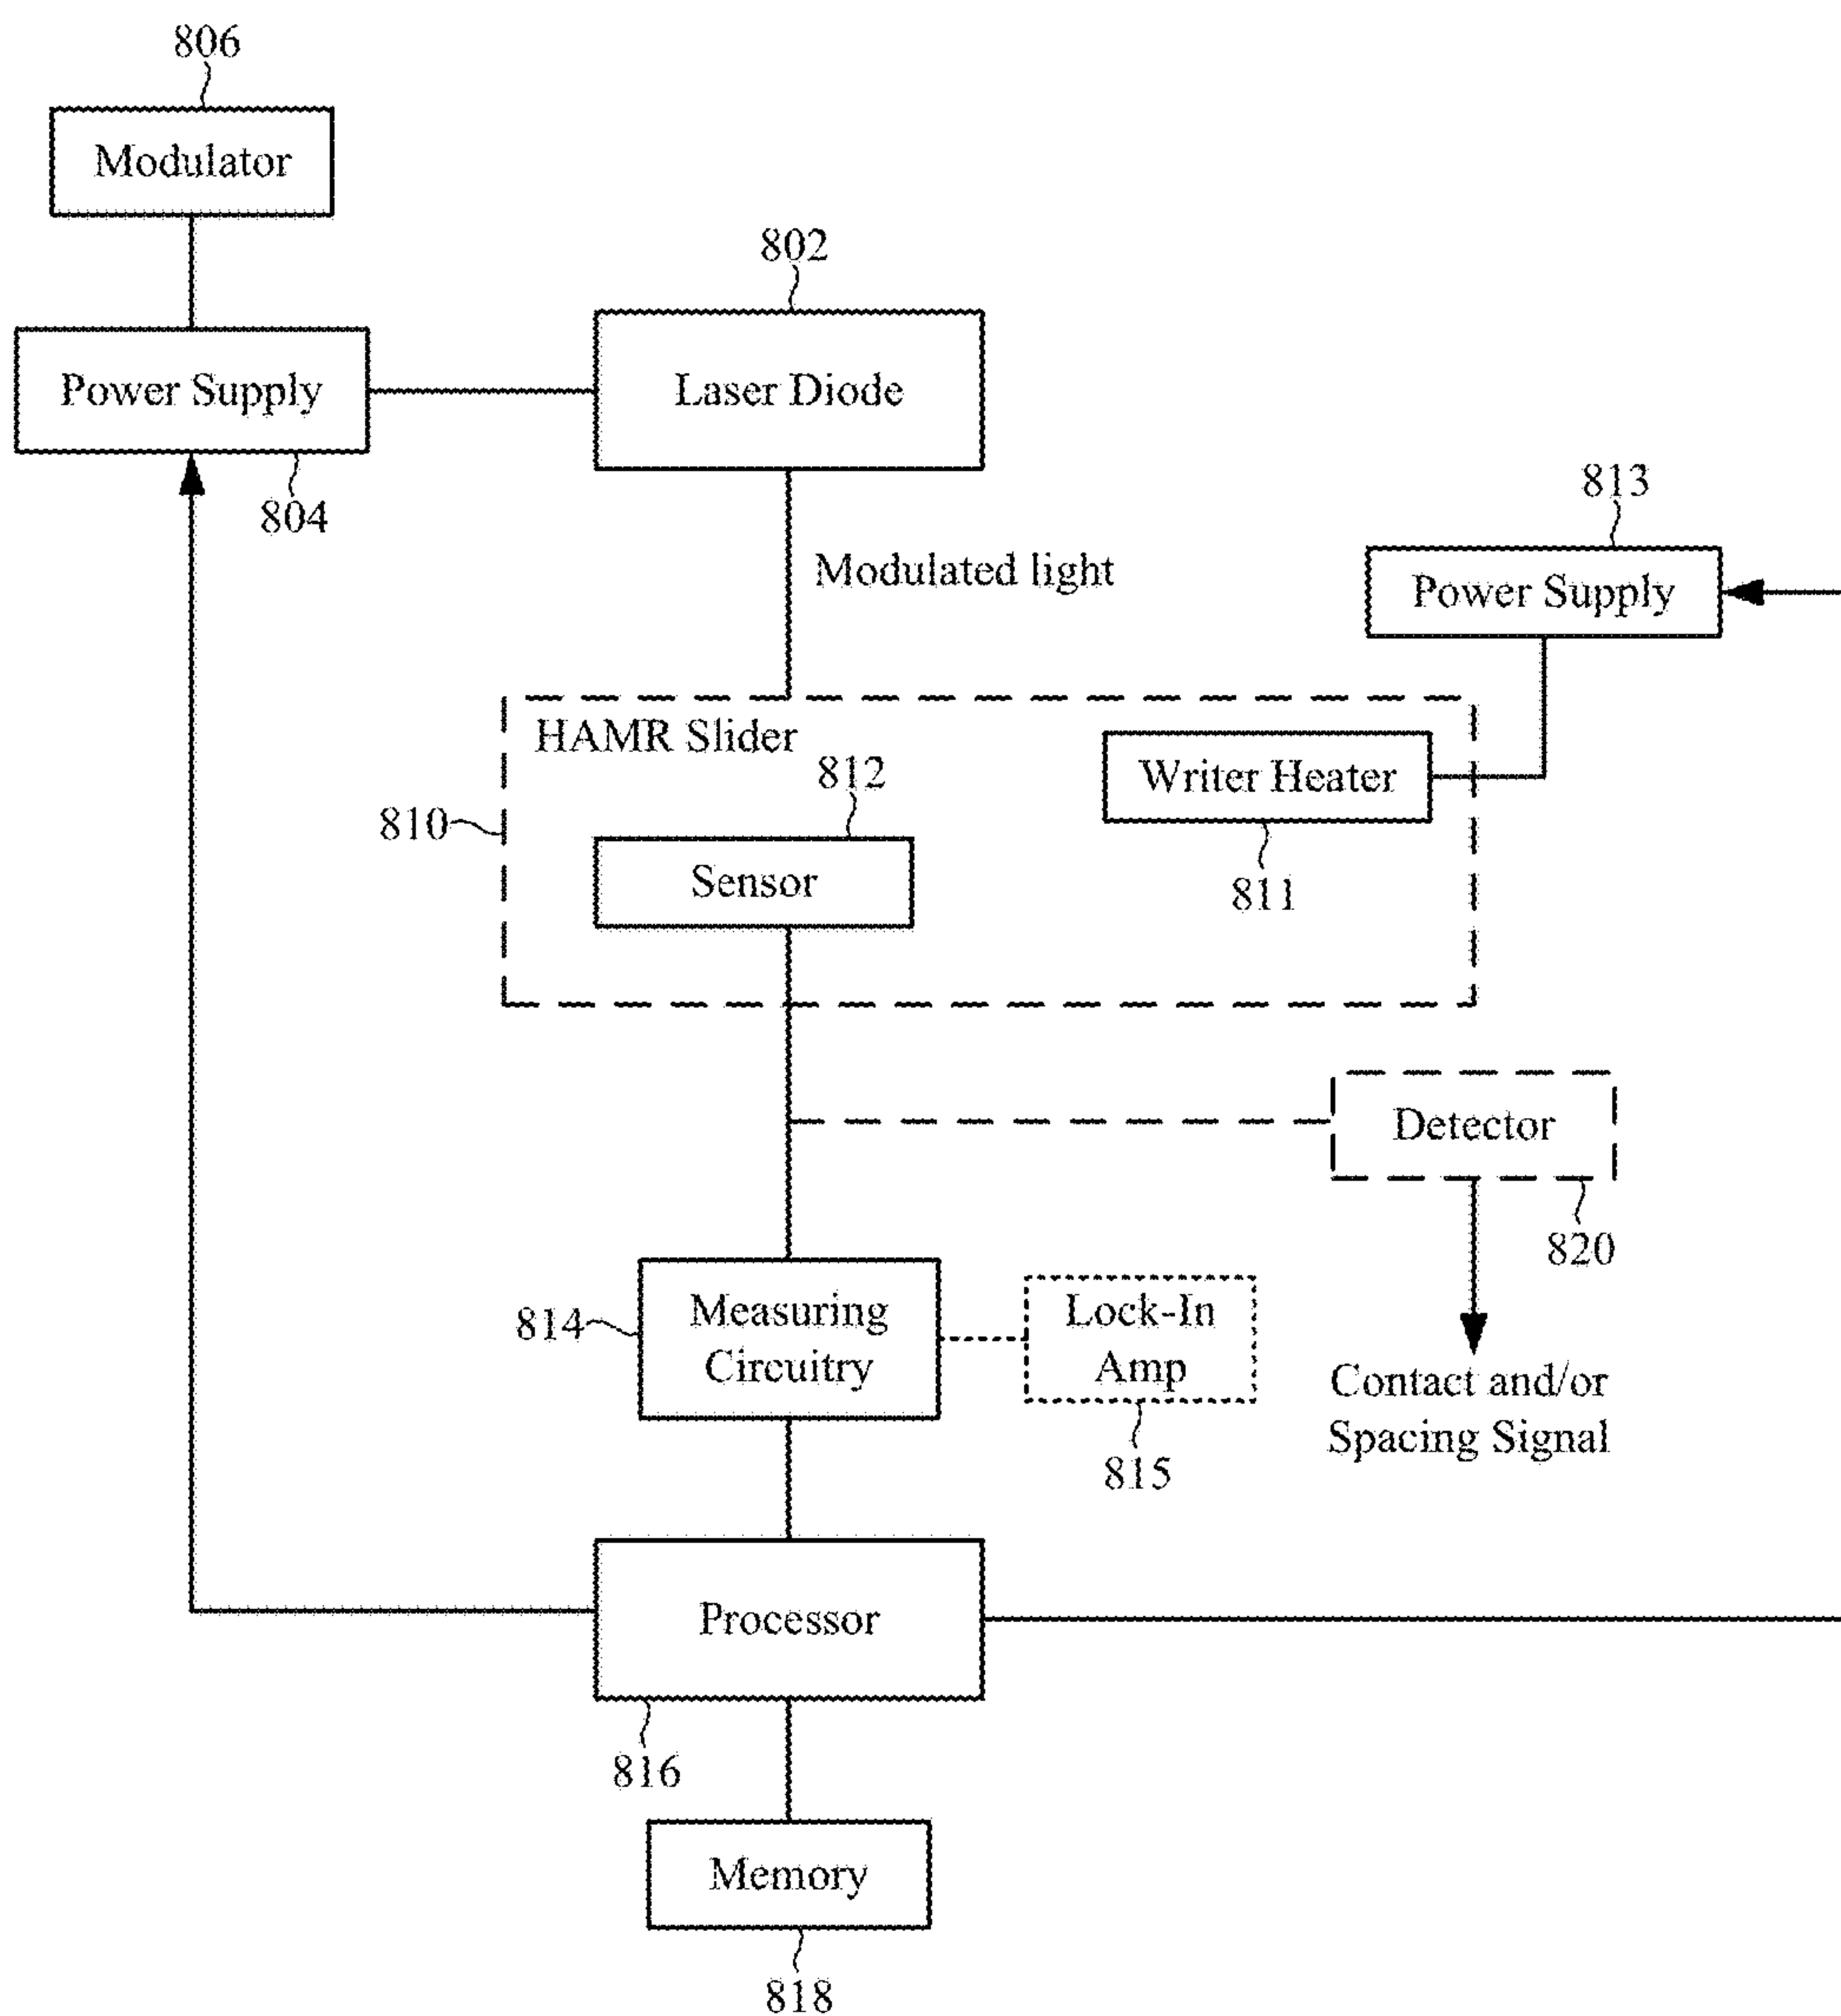 806
Modulator
802
Power Supply
Laser Diode
804
813
Modulated light
Power Supply
HAMR Slider
812
Writer Heater
810
Sensor
811
Detector
820
814
Measuring
Circuitry
Lock-In
Amp
815
Contact and/or
Spacing Signal
Processor
816
Memory
818